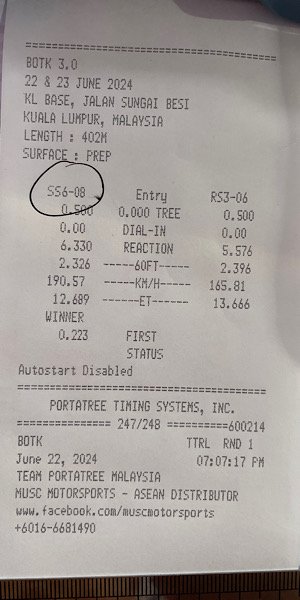 ========================================
BOTK 3.0
22 & 23 JUNE 2024
KL BASE, JALAN SUNGAI BESI
KUALA LUMPUR, MALAYSIA
LENGTH : 402M
SURFACE : PREP
SS6-08 Entry RS3-06
0.500 0.000 TREE 0.500
0.00 DIAL-IN 0.00
6.330 REACTION 5.576
2.326 ------60FT------ 2.396
190.57 ------KM/H------ 165.81
12.689 -------ET------- 13.666
WINNER
0.223 FIRST
STATUS
Autostart Disabled
========================================
PORTATREE TIMING SYSTEMS, INC.
=============== 247/248 ==========600214
BOTK TTRL RND 1
June 22, 2024 07:07:17 PM
TEAM PORTATREE MALAYSIA
MUSC MOTORSPORTS - ASEAN DISTRIBUTOR
www.facebook.com/muscmotorsports
+6016-6681490